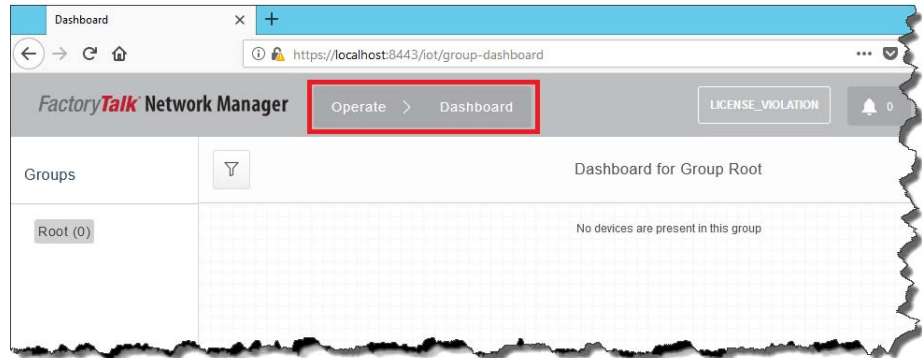 Dashboard
https://localhost:8443/iot/group-dashboard
FactoryTalk Network Manager
Operate > Dashboard
LICENSE_VIOLATION
0
Groups
Dashboard for Group Root
Root (0)
No devices are present in this group